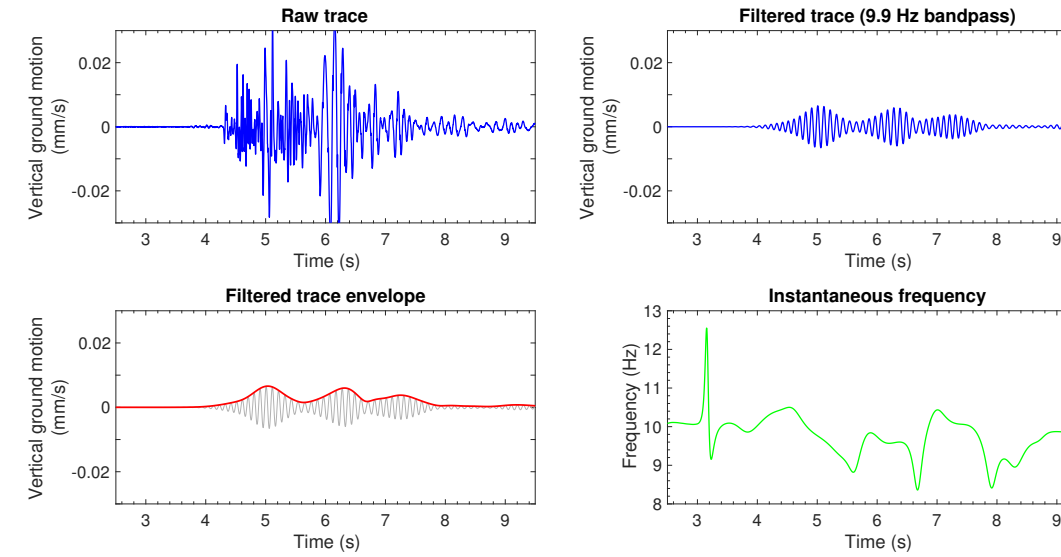 Raw trace
Vertical ground motion
(mm/s)
0.02
0
-0.02
3 4 5 6 7 8 9
Time (s)
Filtered trace (9.9 Hz bandpass)
Vertical ground motion
(mm/s)
0.02
0
-0.02
3 4 5 6 7 8 9
Time (s)
Filtered trace envelope
Vertical ground motion
(mm/s)
0.02
0
-0.02
3 4 5 6 7 8 9
Time (s)
Instantaneous frequency
Frequency (Hz)
13
12
11
10
9
8
3 4 5 6 7 8 9
Time (s)